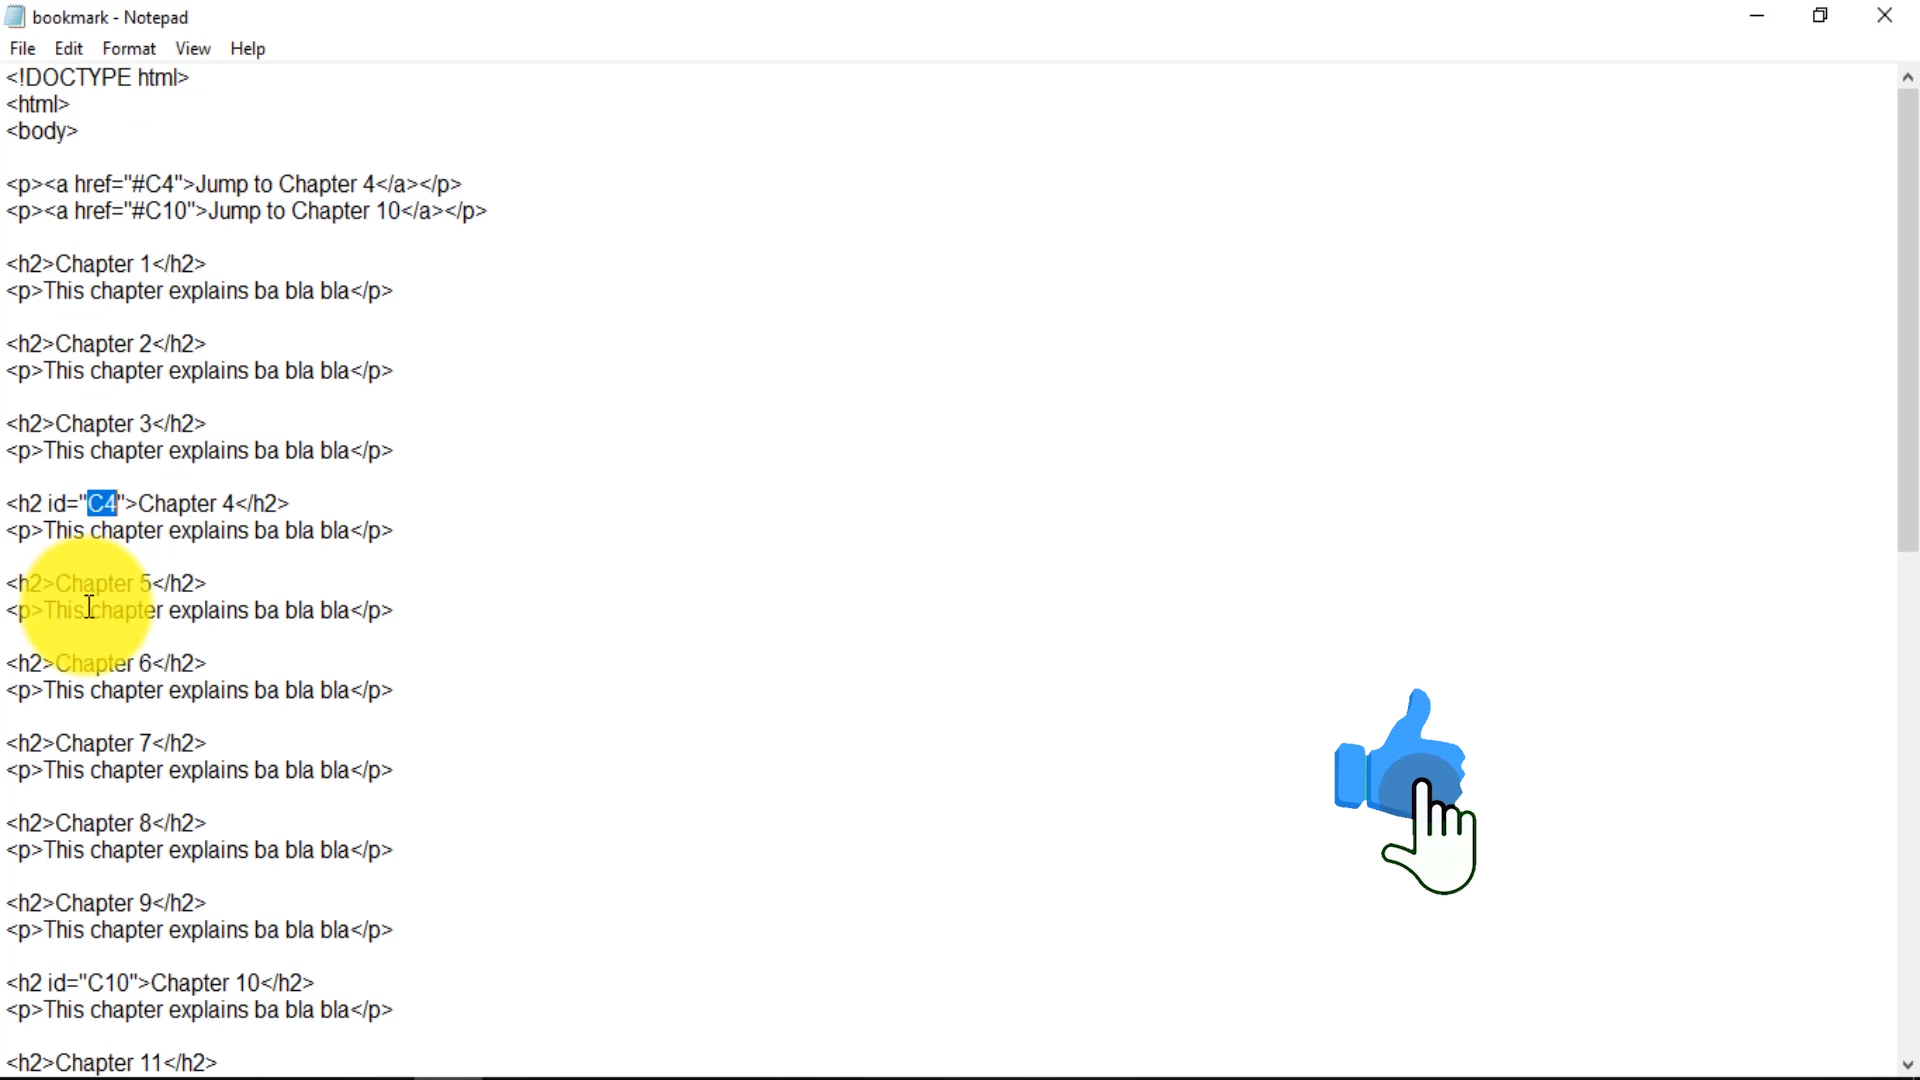 bookmark - Notepad
File Edit Format View Help
<!DOCTYPE html>
<html>
<body>
<p><a href="#C4">Jump to Chapter 4</a></p>
<p><a href="#C10">Jump to Chapter 10</a></p>
<h2>Chapter 1</h2>
<p>This chapter explains ba bla bla</p>
<h2>Chapter 2</h2>
<p>This chapter explains ba bla bla</p>
<h2>Chapter 3</h2>
<p>This chapter explains ba bla bla</p>
<h2 id="C4">Chapter 4</h2>
<p>This chapter explains ba bla bla</p>
<h2>Chapter 5</h2>
<p>This chapter explains ba bla bla</p>
<h2>Chapter 6</h2>
<p>This chapter explains ba bla bla</p>
<h2>Chapter 7</h2>
<p>This chapter explains ba bla bla</p>
<h2>Chapter 8</h2>
<p>This chapter explains ba bla bla</p>
<h2>Chapter 9</h2>
<p>This chapter explains ba bla bla</p>
<h2 id="C10">Chapter 10</h2>
<p>This chapter explains ba bla bla</p>
<h2>Chapter 11</h2>